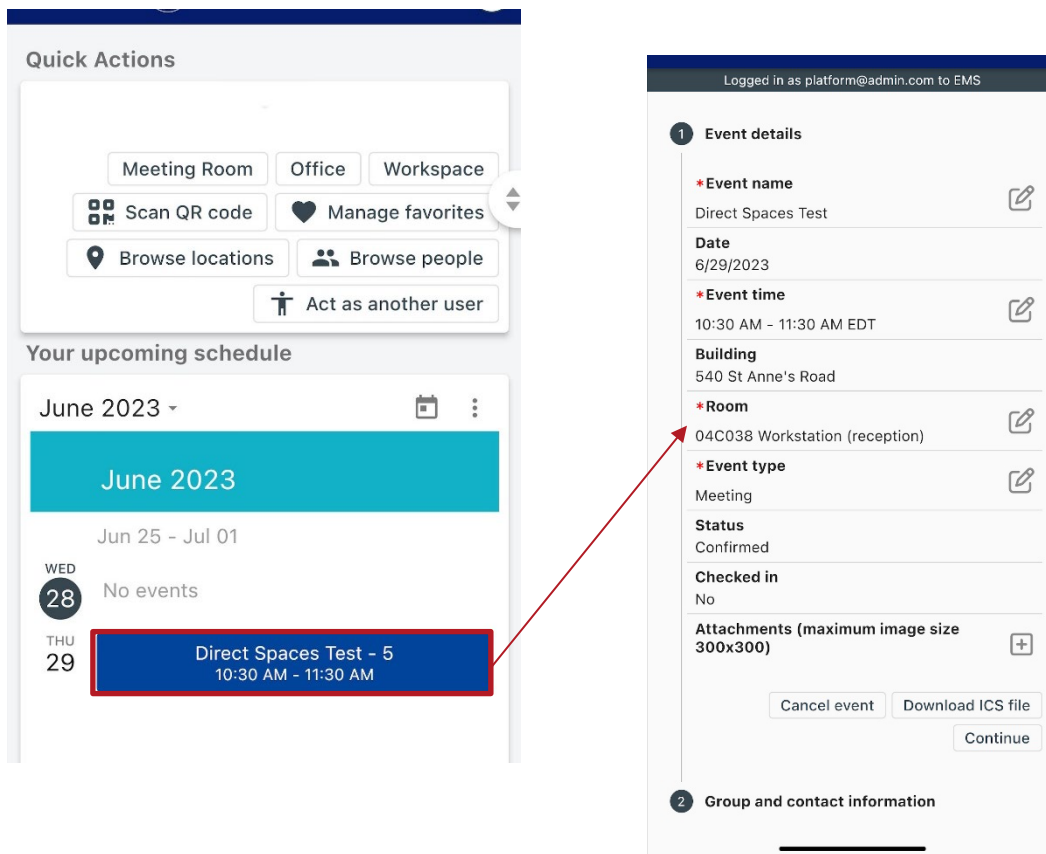 Quick Actions
Meeting Room
Office
Workspace
Scan QR code
Manage favorites
Browse locations
Browse people
Act as another user
Your upcoming schedule
June 2023
June 2023
Jun 25 - Jul 01
WED
28
No events
THU
29
Direct Spaces Test - 5
10:30 AM - 11:30 AM
Logged in as platform@admin.com to EMS
1 Event details
*Event name
Direct Spaces Test
Date
6/29/2023
*Event time
10:30 AM - 11:30 AM EDT
Building
540 St Anne's Road
*Room
04C038 Workstation (reception)
*Event type
Meeting
Status
Confirmed
Checked in
No
Attachments (maximum image size
300x300)
Cancel event
Download ICS file
Continue
2 Group and contact information